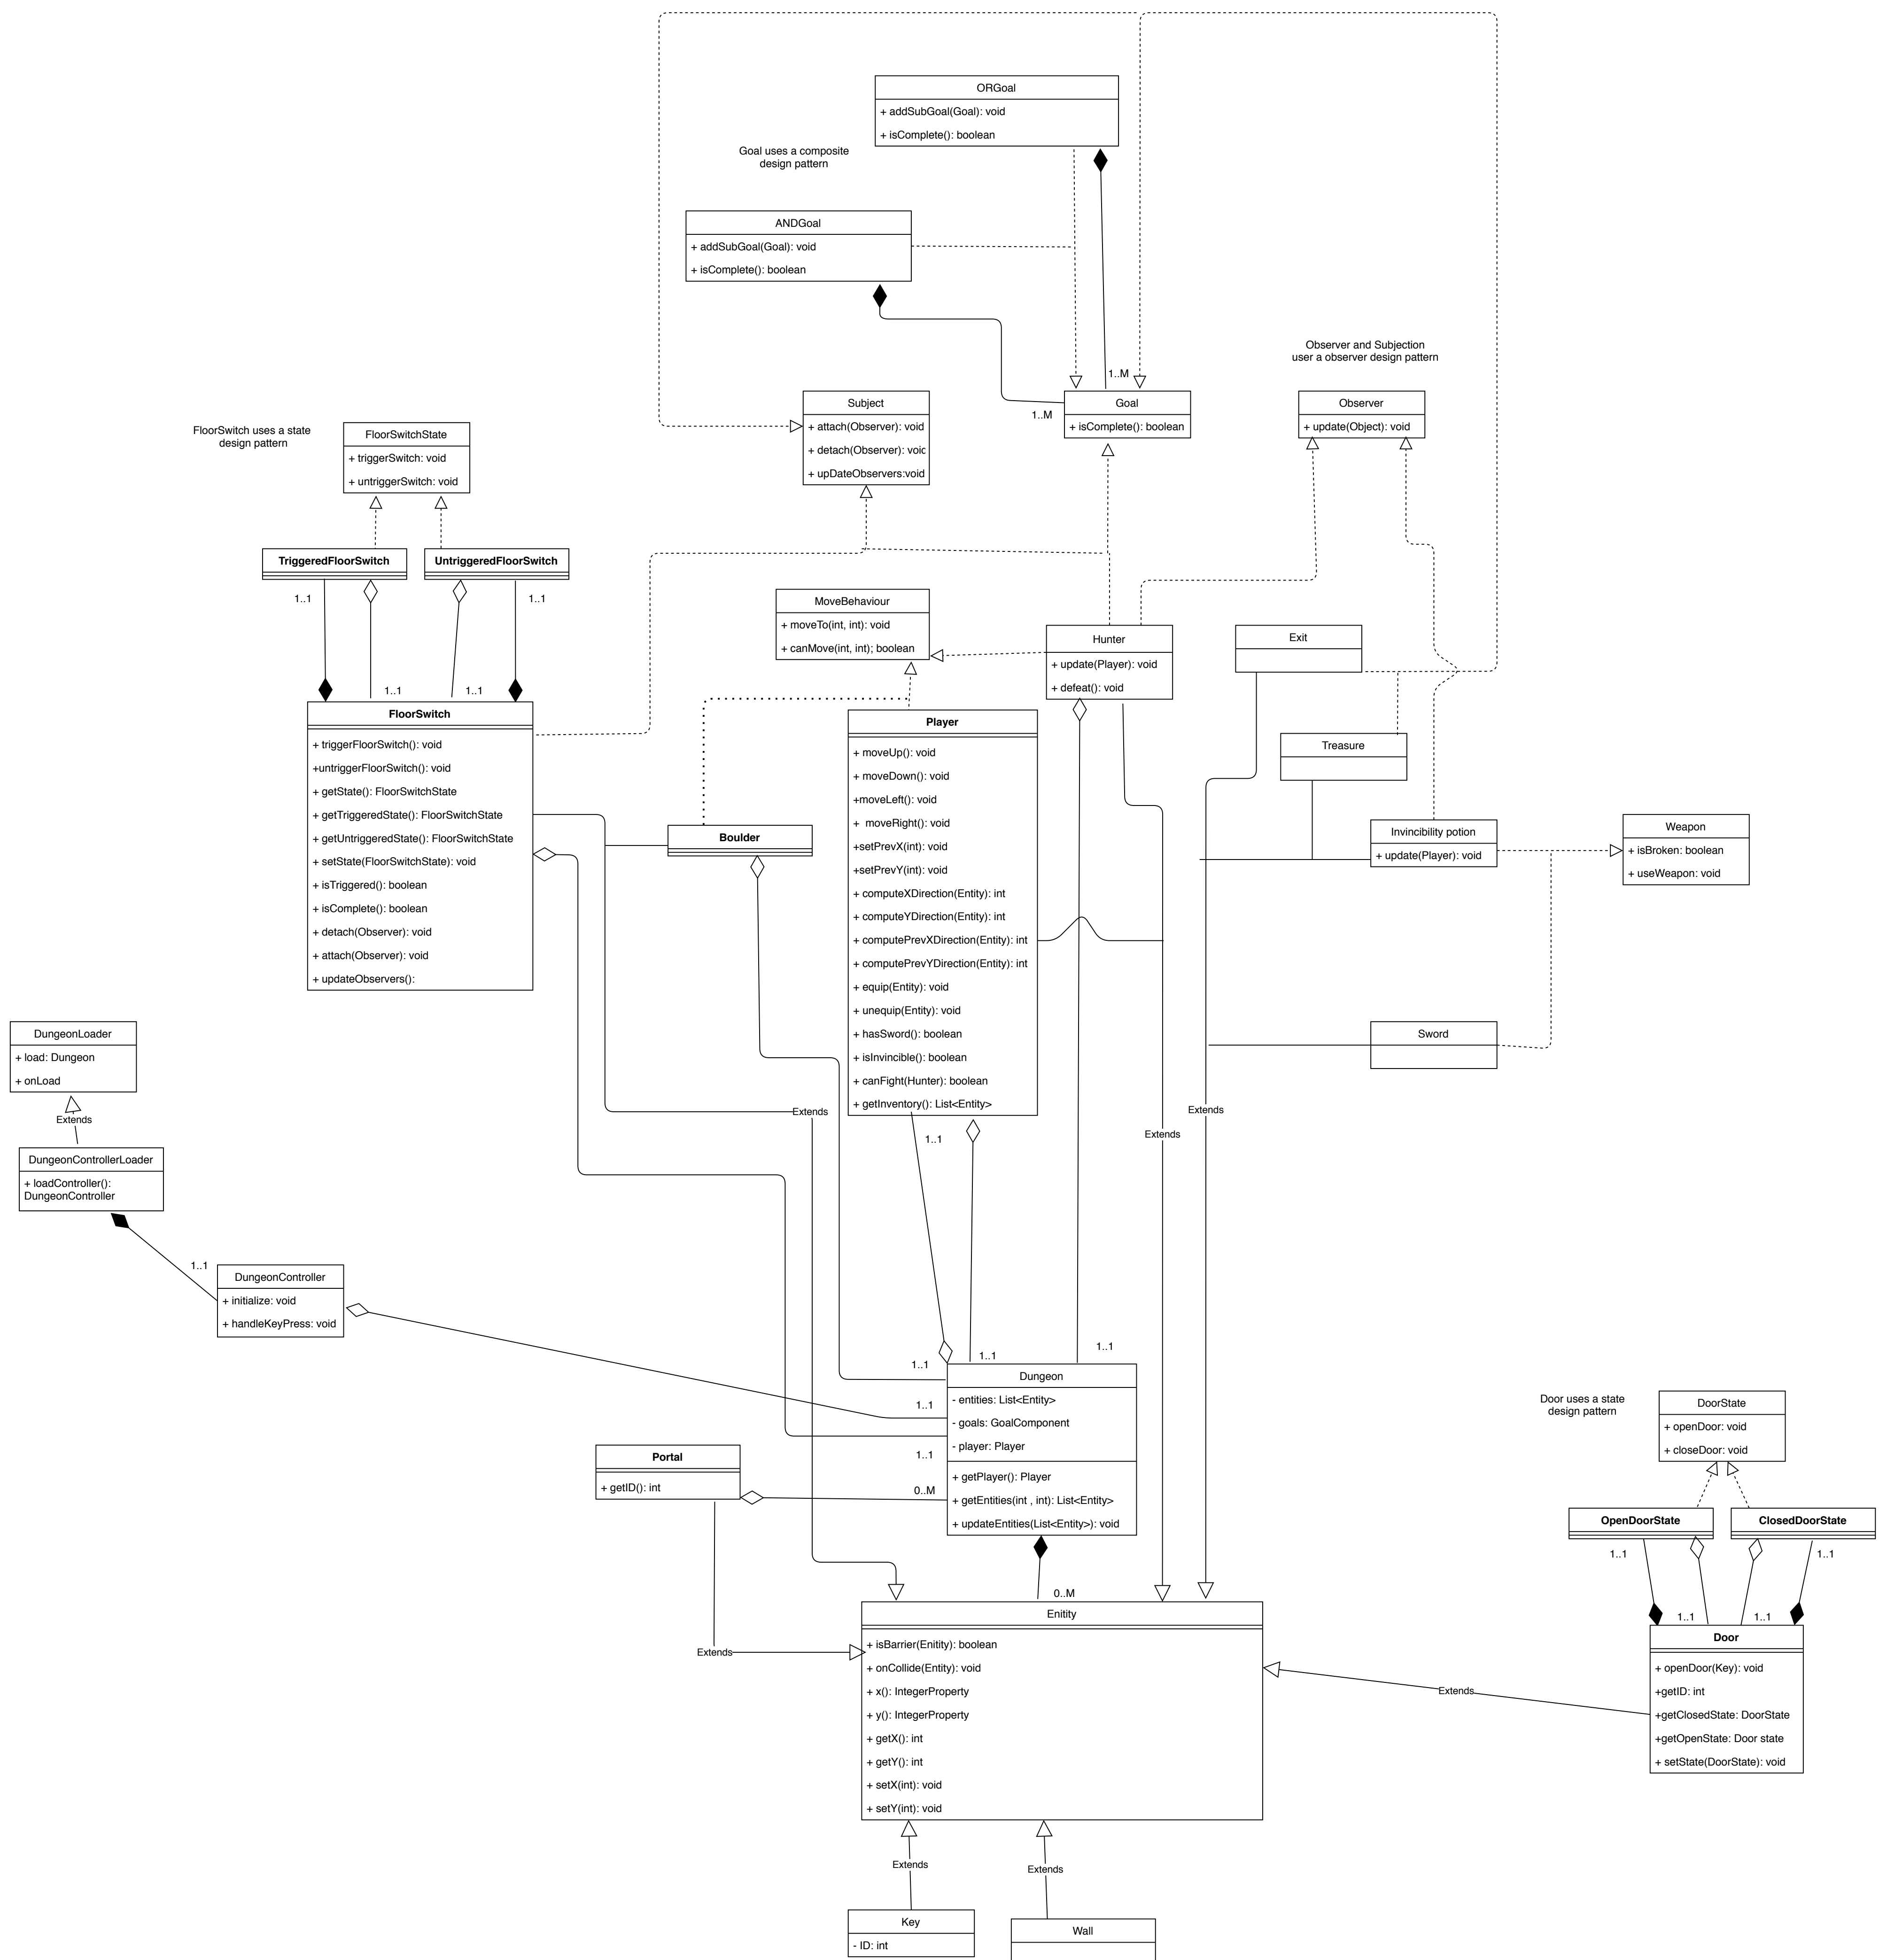 ORGoal
+ addSubGoal(Goal): void
+ isComplete(): boolean
Goal uses a composite
design pattern
ANDGoal
+ addSubGoal(Goal): void
+ isComplete(): boolean
Observer and Subjection
user a observer design pattern
1..M
1..M
Subject
+ attach(Observer): void
+ detach(Observer): voic
+ upDateObservers:void
Goal
+ isComplete(): boolean
Observer
+ update(Object): void
FloorSwitch uses a state
design pattern
FloorSwitchState
+ triggerSwitch: void
+ untriggerSwitch: void
TriggeredFloorSwitch
UntriggeredFloorSwitch
1..1
1..1
1..1
1..1
MoveBehaviour
+ moveTo(int, int): void
+ canMove(int, int); boolean
Hunter
+ update(Player): void
+ defeat(): void
Exit
Treasure
FloorSwitch
+ triggerFloorSwitch(): void
+untriggerFloorSwitch(): void
+ getState(): FloorSwitchState
+ getTriggeredState(): FloorSwitchState
+ getUntriggeredState(): FloorSwitchState
+ setState(FloorSwitchState): void
+ isTriggered(): boolean
+ isComplete(): boolean
+ detach(Observer): void
+ attach(Observer): void
+ updateObservers():
Boulder
Player
+ moveUp(): void
+ moveDown(): void
+moveLeft(): void
+  moveRight(): void
+setPrevX(int): void
+setPrevY(int): void
+ computeXDirection(Entity): int
+ computeYDirection(Entity): int
+ computePrevXDirection(Entity): int
+ computePrevYDirection(Entity): int
+ equip(Entity): void
+ unequip(Entity): void
+ hasSword(): boolean
+ isInvincible(): boolean
+ canFight(Hunter): boolean
+ getInventory(): List<Entity>
Invincibility potion
+ update(Player): void
Weapon
+ isBroken: boolean
+ useWeapon: void
Sword
DungeonLoader
+ load: Dungeon
+ onLoad
Extends
DungeonControllerLoader
+ loadController():
DungeonController
Extends
Extends
Extends
1..1
1..1
DungeonController
+ initialize: void
+ handleKeyPress: void
1..1
1..1
1..1
1..1
1..1
0..M
Dungeon
- entities: List<Entity>
- goals: GoalComponent
- player: Player
+ getPlayer(): Player
+ getEntities(int , int): List<Entity>
+ updateEntities(List<Entity>): void
Portal
+ getID(): int
Door uses a state
design pattern
DoorState
+ openDoor: void
+ closeDoor: void
OpenDoorState
ClosedDoorState
1..1
1..1
1..1
1..1
0..M
Extends
Enitity
+ isBarrier(Enitity): boolean
+ onCollide(Entity): void
+ x(): IntegerProperty
+ y(): IntegerProperty
+ getX(): int
+ getY(): int
+ setX(int): void
+ setY(int): void
Extends
Door
+ openDoor(Key): void
+getID: int
+getClosedState: DoorState
+getOpenState: Door state
+ setState(DoorState): void
Extends
Extends
Key
- ID: int
Wall